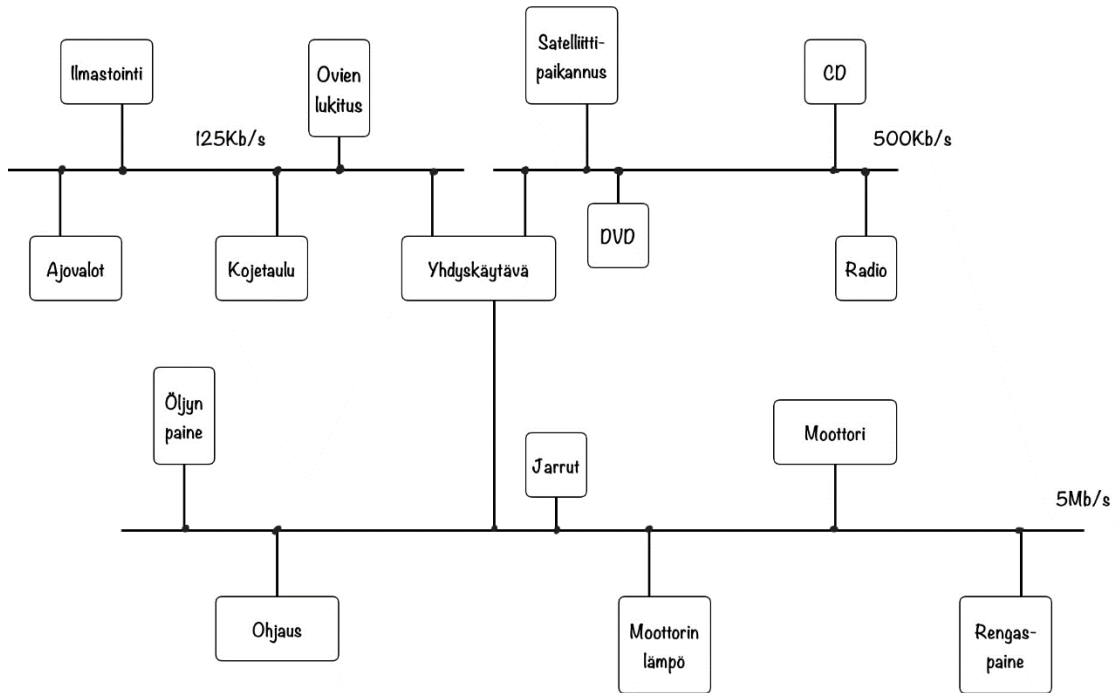 Ilmastointi
Ovien
lukitus
Satelliitti-
paikannus
CD
125Kb/s
500Kb/s
Ajovalot
Kojetaulu
Yhdyskäytävä
DVD
Radio
Öljyn
paine
Jarrut
Moottori
5Mb/s
Ohjaus
Moottorin
lämpö
Rengas-
paine